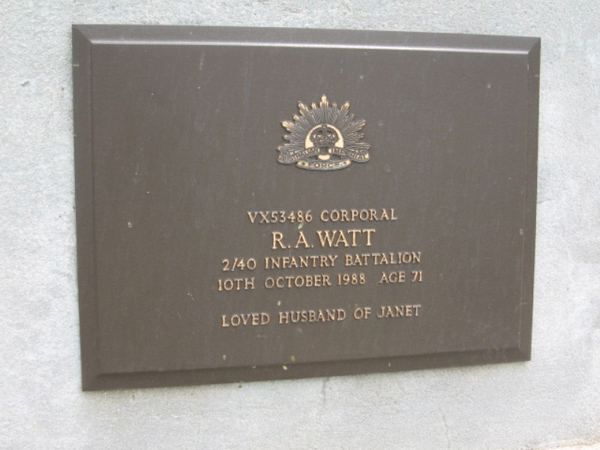 VX53486 CORPORAL
R. A. WATT
2/40 INFANTRY BATTALION
10TH OCTOBER 1988 AGE 71
LOVED HUSBAND OF JANET